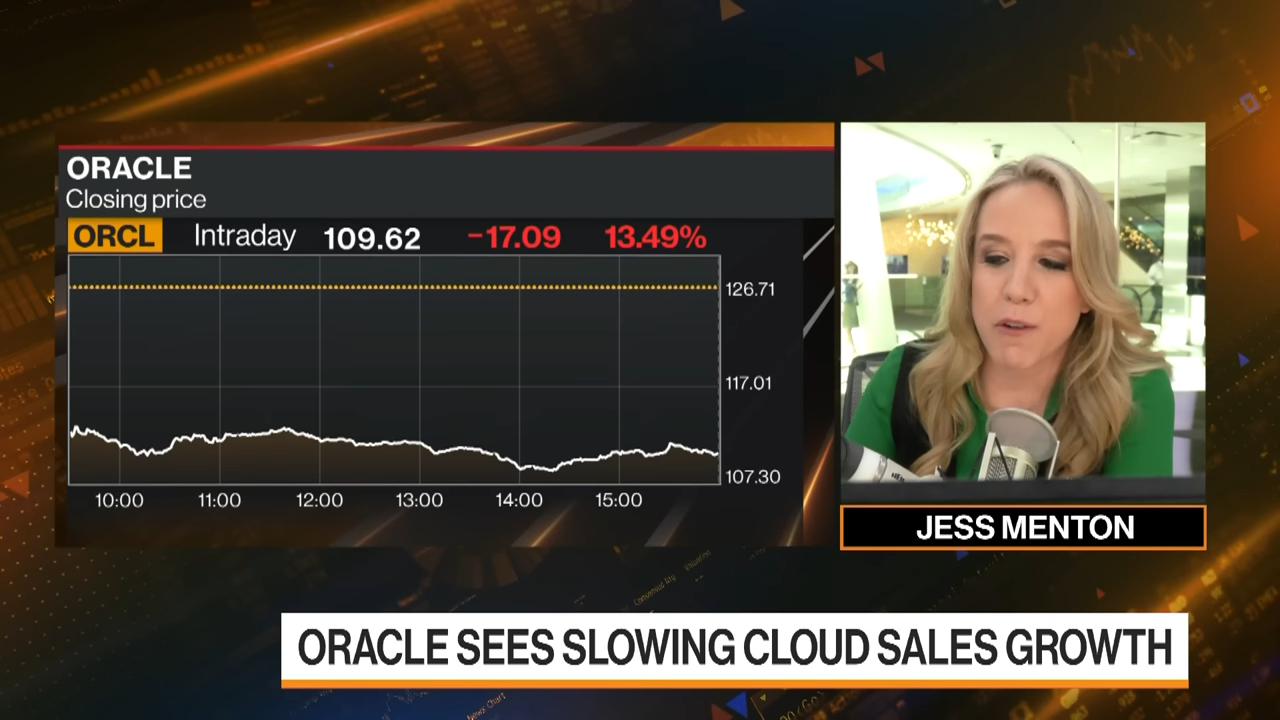 ORACLE
Closing price
ORCL Intraday 109.62 -17.09 13.49%
126.71
117.01
107.30
10:00 11:00 12:00 13:00 14:00 15:00
JESS MENTON
ORACLE SEES SLOWING CLOUD SALES GROWTH